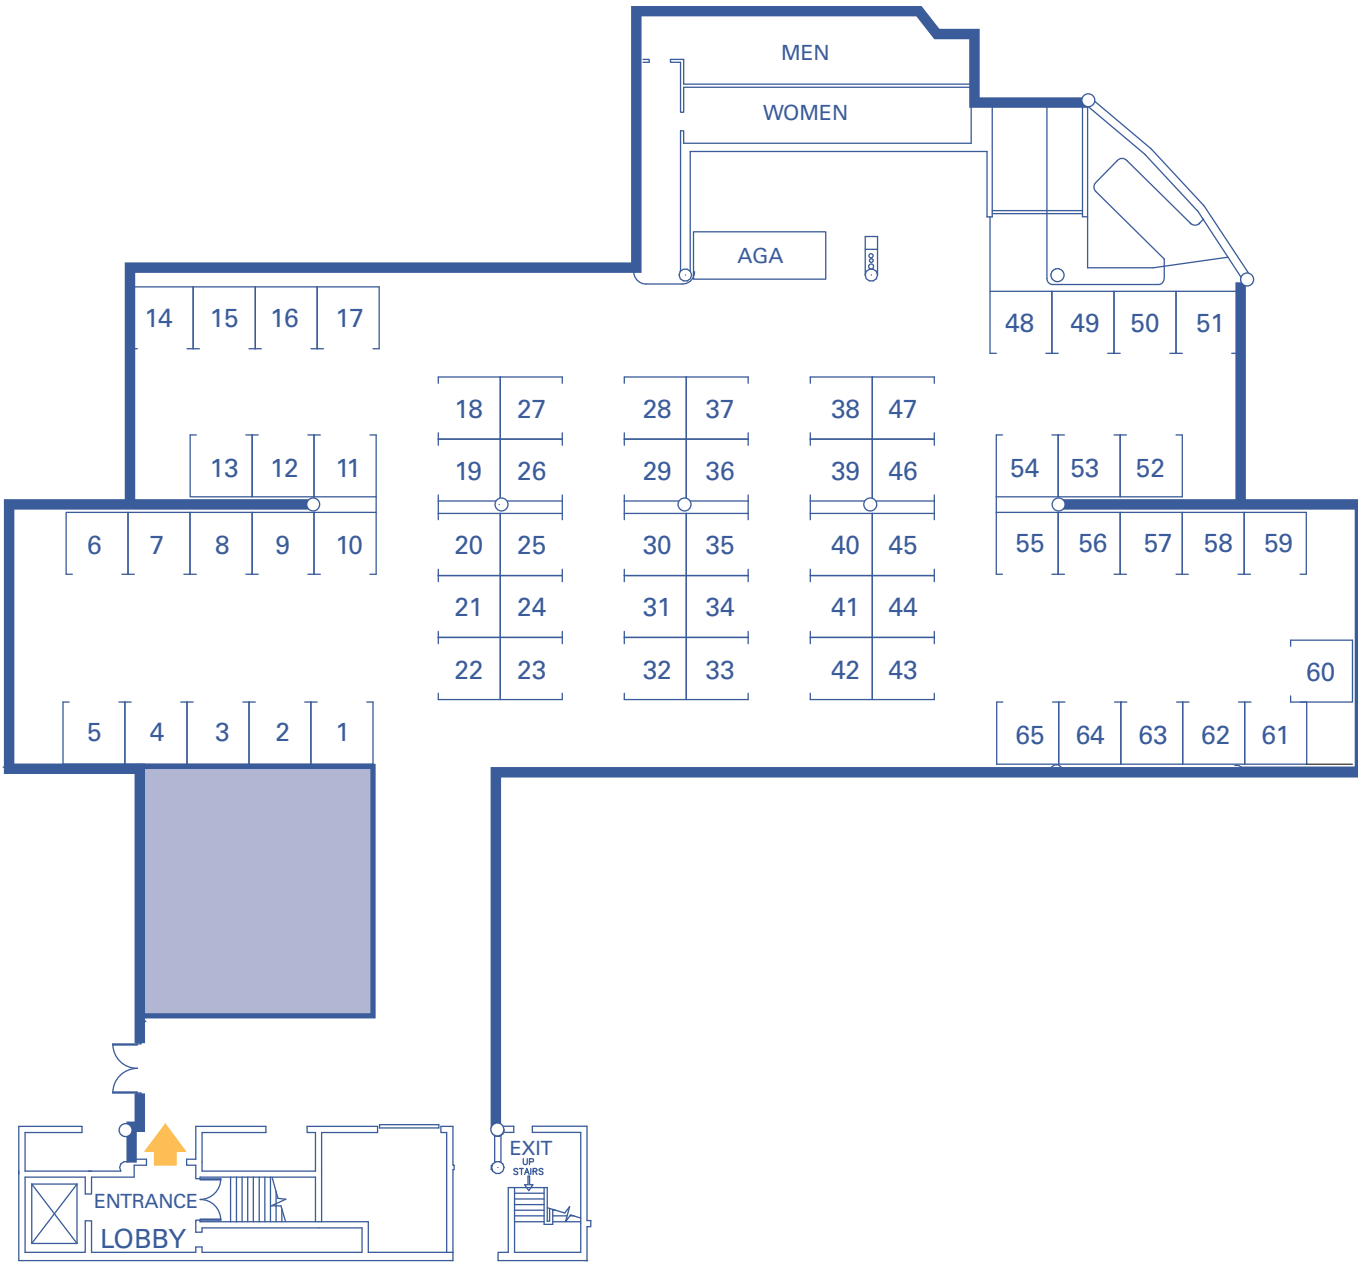 MEN
WOMEN
AGA
14 15 16 17
48 49 50 51
18 27 28 37 38 47
13 12 11 19 26 29 36 39 46 54 53 52
6 7 8 9 10 20 25 30 35 40 45 55 56 57 58 59
21 24 31 34 41 44
22 23 32 33 42 43 60
5 4 3 2 1 65 64 63 62 61
EXIT
UP
STAIRS
ENTRANCE
LOBBY